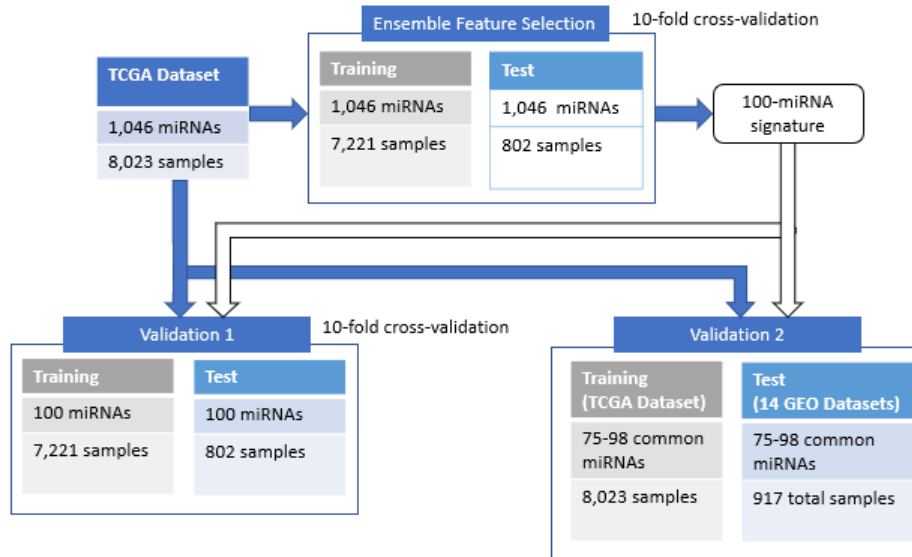 Ensemble Feature Selection
10-fold cross-validation
TCGA Dataset
1,046 miRNAs
8,023 samples
Training
1,046 miRNAs
7,221 samples
Test
1,046 miRNAs
802 samples
100-miRNA
signature
Validation 1
10-fold cross-validation
Training
100 miRNAs
7,221 samples
Test
100 miRNAs
802 samples
Validation 2
Training
(TCGA Dataset)
75-98 common
miRNAs
8,023 samples
Test
(14 GEO Datasets)
75-98 common
miRNAs
917 total samples